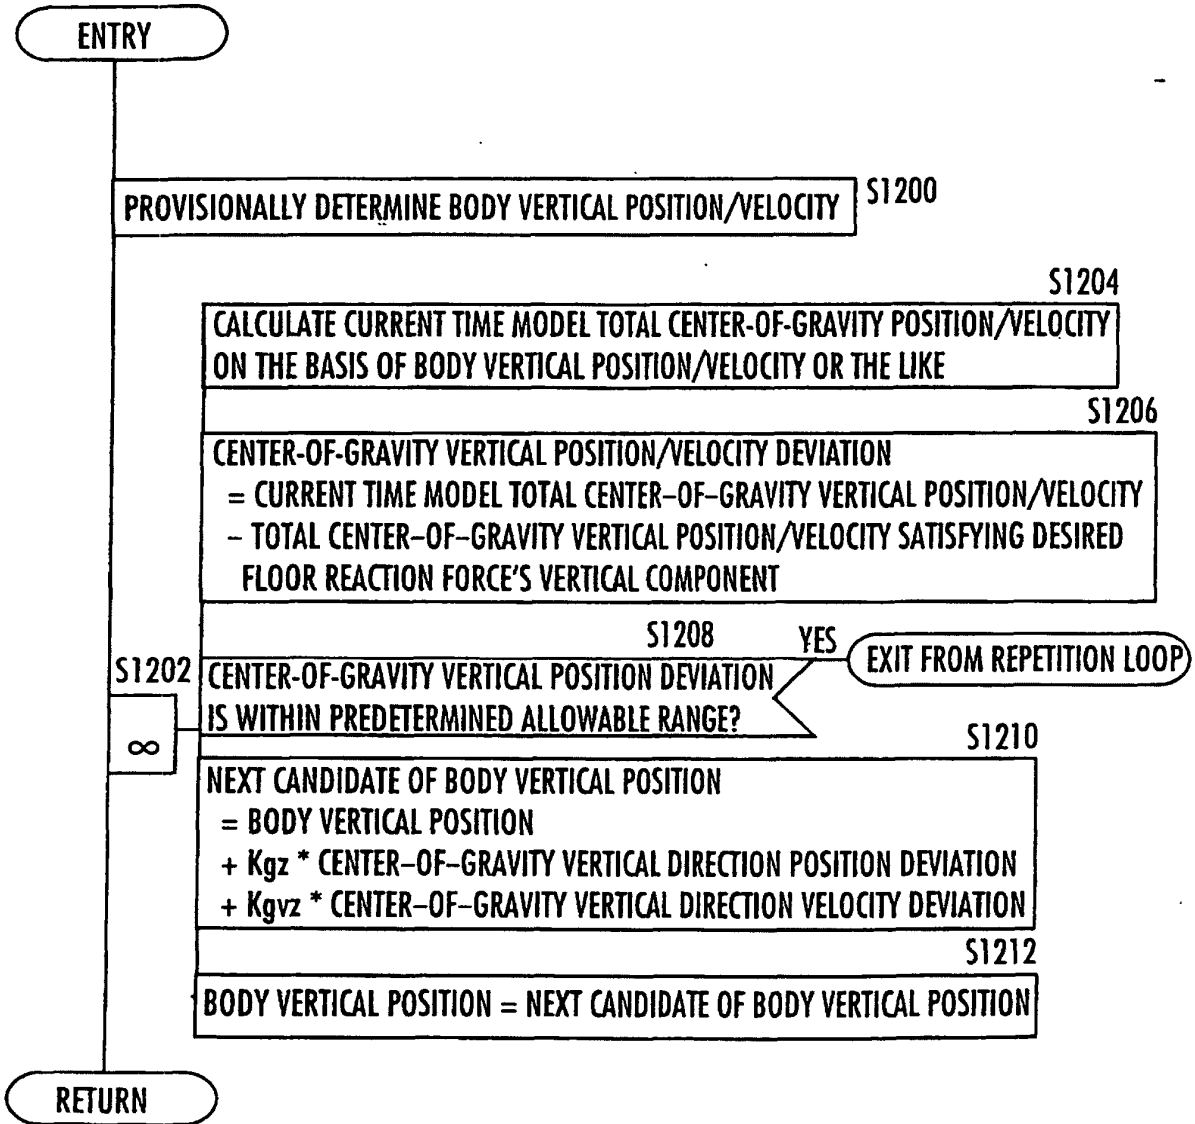 ENTRY
PROVISIONALLY DETERMINE BODY VERTICAL POSITION/VELOCITY
S1200
S1204
CALCULATE CURRENT TIME MODEL TOTAL CENTER-OF-GRAVITY POSITION/VELOCITY
ON THE BASIS OF BODY VERTICAL POSITION/VELOCITY OR THE LIKE
S1206
CENTER-OF-GRAVITY VERTICAL POSITION/VELOCITY DEVIATION
= CURRENT TIME MODEL TOTAL CENTER-OF-GRAVITY VERTICAL POSITION/VELOCITY
- TOTAL CENTER-OF-GRAVITY VERTICAL POSITION/VELOCITY SATISFYING DESIRED
FLOOR REACTION FORCE'S VERTICAL COMPONENT
S1202
∞
S1208
CENTER-OF-GRAVITY VERTICAL POSITION DEVIATION
IS WITHIN PREDETERMINED ALLOWABLE RANGE?
YES
EXIT FROM REPETITION LOOP
S1210
NEXT CANDIDATE OF BODY VERTICAL POSITION
= BODY VERTICAL POSITION
+ Kgz * CENTER-OF-GRAVITY VERTICAL DIRECTION POSITION DEVIATION
+ Kgvz * CENTER-OF-GRAVITY VERTICAL DIRECTION VELOCITY DEVIATION
S1212
BODY VERTICAL POSITION = NEXT CANDIDATE OF BODY VERTICAL POSITION
RETURN